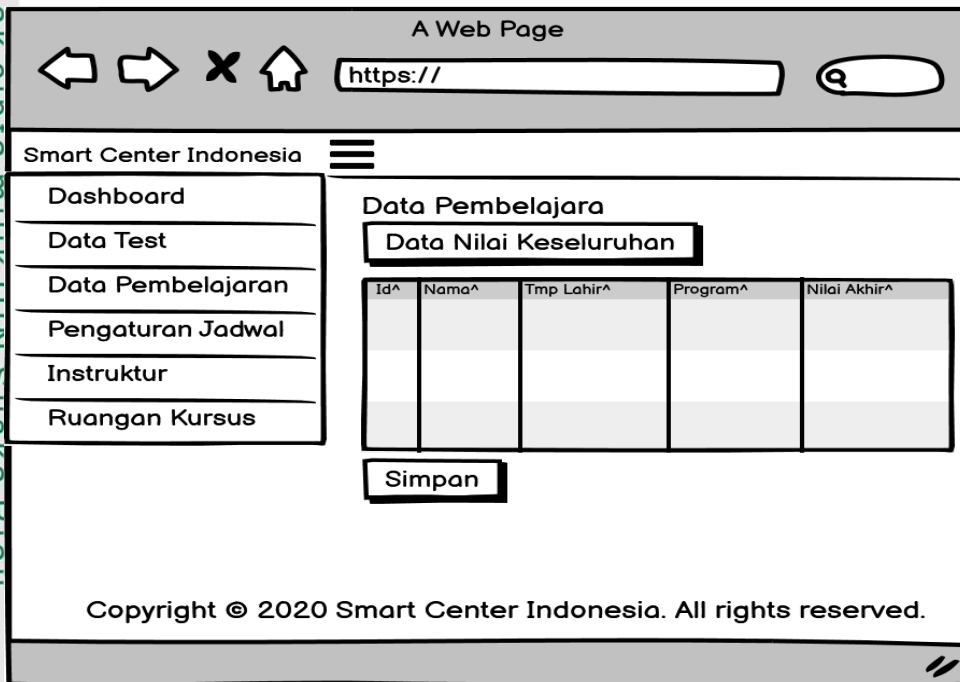 A Web Page
https://
Smart Center Indonesia
Dashboard
Data Test
Data Pembelajaran
Pengaturan Jadwal
Instruktur
Ruangan Kursus
Data Pembelajara
Data Nilai Keseluruhan
Id^ Nama^ Tmp Lahir^ Program^ Nilai Akhir^
Simpan
Copyright © 2020 Smart Center Indonesia. All rights reserved.